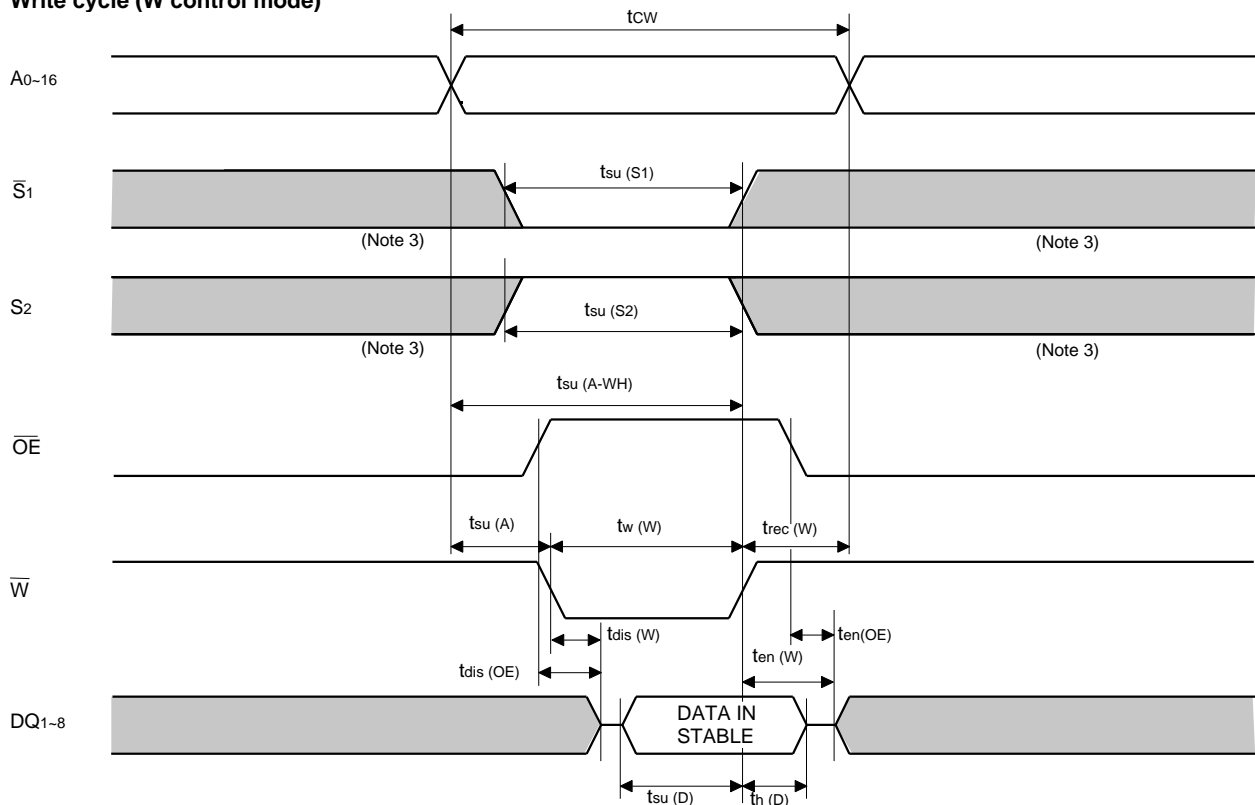 Write cycle (W control mode)
tCW
A0~16
S̅1
tsu (S1)
(Note 3)
(Note 3)
S2
tsu (S2)
(Note 3)
(Note 3)
tsu (A-WH)
O̅E̅
tsu (A)
tw (W)
trec (W)
W̅
tdis (W)
ten(OE)
tdis (OE)
ten (W)
DQ1~8
DATA IN
STABLE
tsu (D)
th (D)